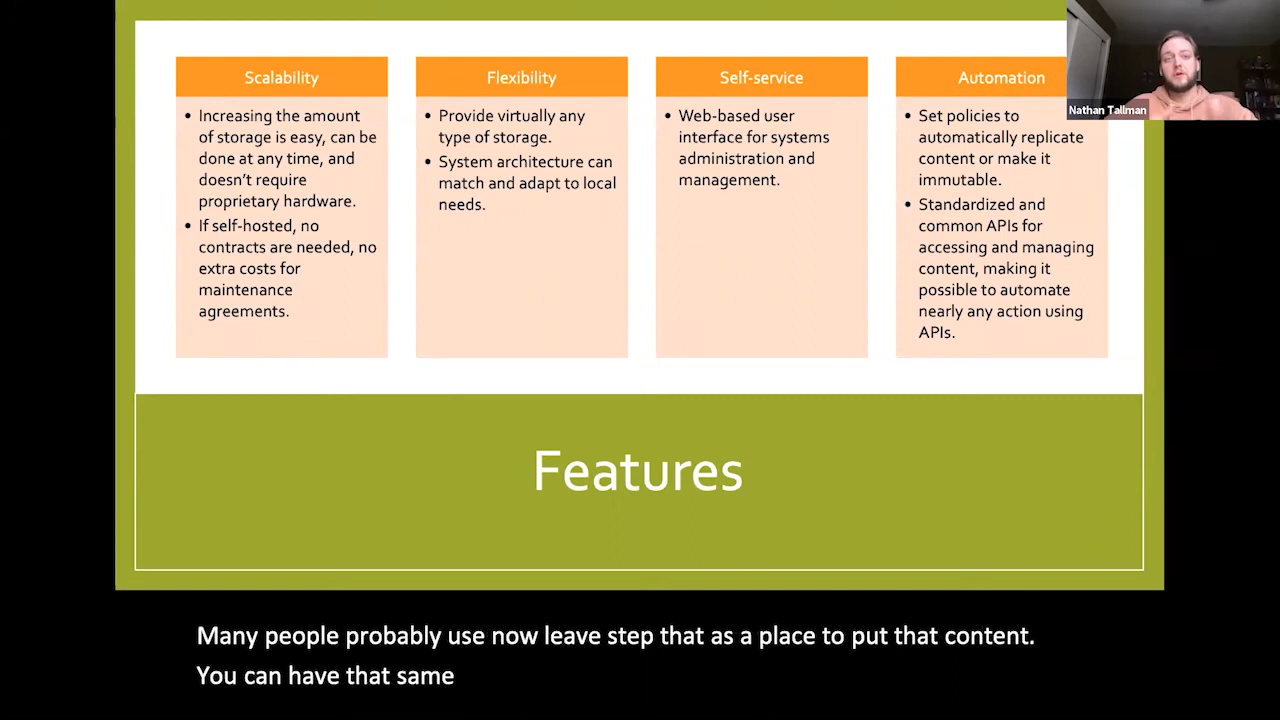 Scalability
• Increasing the amount
of storage is easy, can be
done at any time, and
doesn't require
proprietary hardware.
• If self-hosted, no
contracts are needed, no
extra costs for
maintenance
agreements.
Flexibility
• Provide virtually any
type of storage.
• System architecture can
match and adapt to local
needs.
Self-service
• Web-based user
interface for systems
administration and
management.
Automation
• Set policies to
automatically replicate
content or make it
immutable.
• Standardized and
common APIs for
accessing and managing
content, making it
possible to automate
nearly any action using
APIs.
Nathan Tallman
Features
Many people probably use now leave step that as a place to put that content.
You can have that same